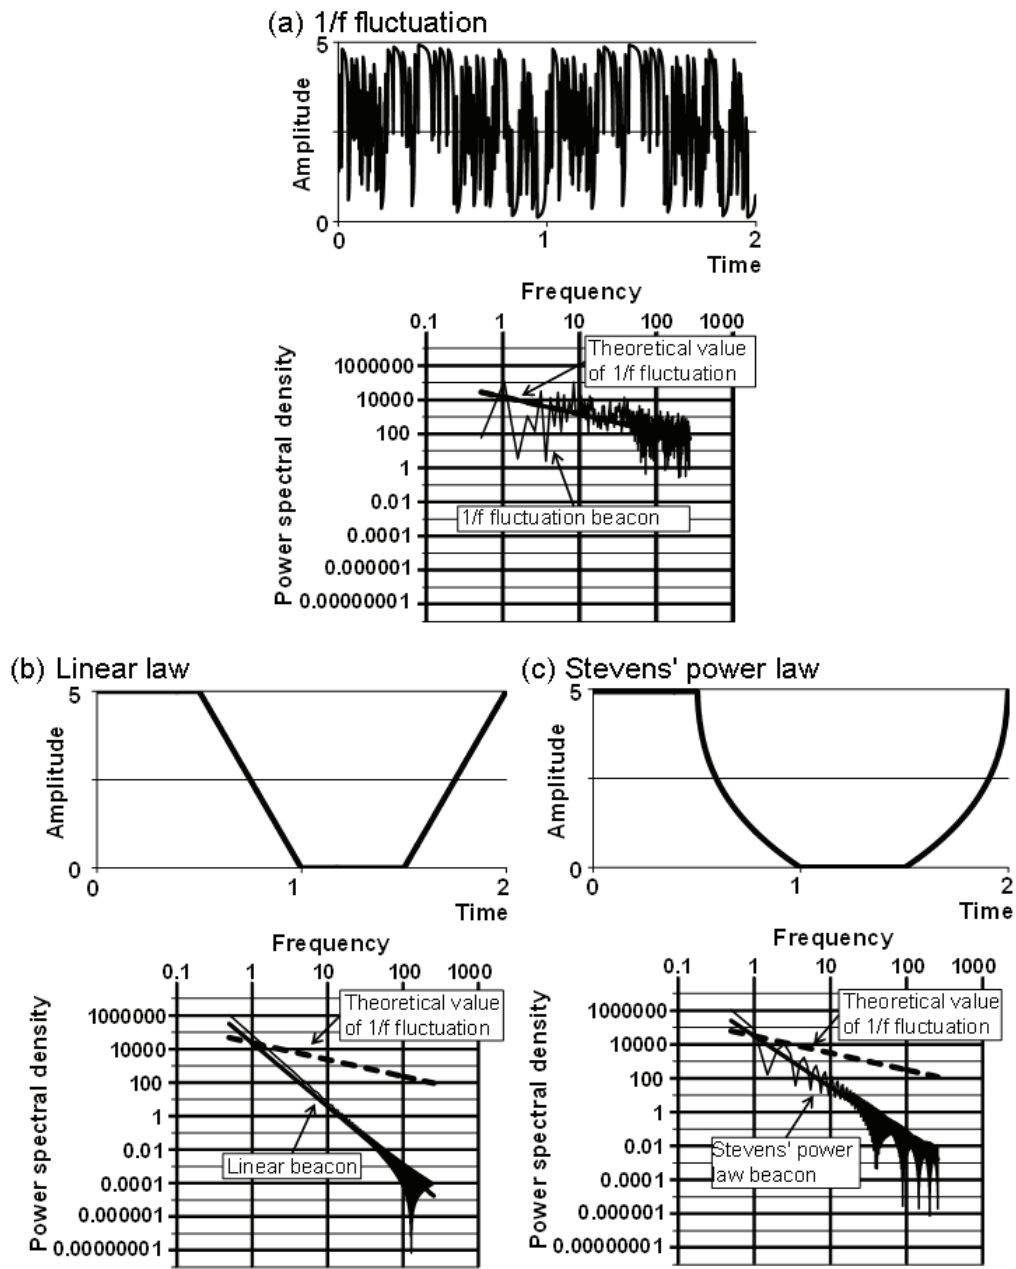 (a) 1/f fluctuation
5
Amplitude
0
0 1 2
Time
Frequency
0.1 1 10 100 1000
Power spectral density
1000000
10000
100
1
0.01
0.0001
0.000001
0.00000001
Theoretical value
of 1/f fluctuation
1/f fluctuation beacon
(b) Linear law
5
Amplitude
0
0 1 2
Time
Frequency
0.1 1 10 100 1000
Power spectral density
1000000
10000
100
1
0.01
0.0001
0.000001
0.00000001
Theoretical value
of 1/f fluctuation
Linear beacon
(c) Stevens' power law
5
Amplitude
0
0 1 2
Time
Frequency
0.1 1 10 100 1000
Power spectral density
1000000
10000
100
1
0.01
0.0001
0.000001
0.00000001
Theoretical value
of 1/f fluctuation
Stevens' power
law beacon